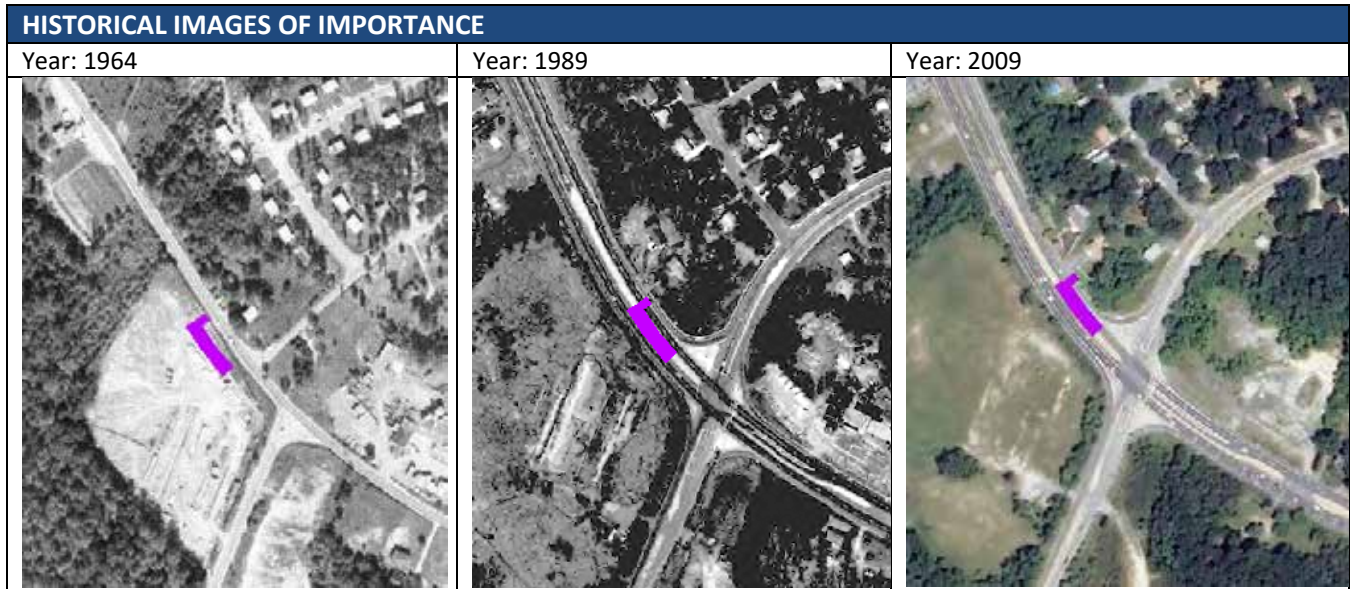 HISTORICAL IMAGES OF IMPORTANCE
Year: 1964
Year: 1989
Year: 2009